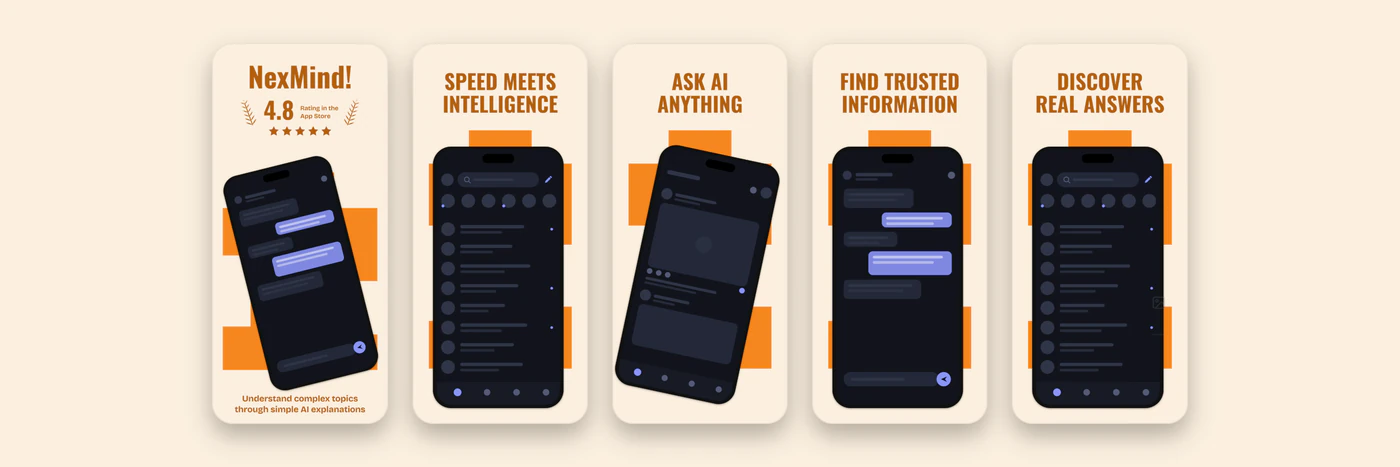 NexMind!
4.8
Rating in the
App Store
Understand complex topics
through simple AI explanations
SPEED MEETS
INTELLIGENCE
ASK AI
ANYTHING
FIND TRUSTED
INFORMATION
DISCOVER
REAL ANSWERS